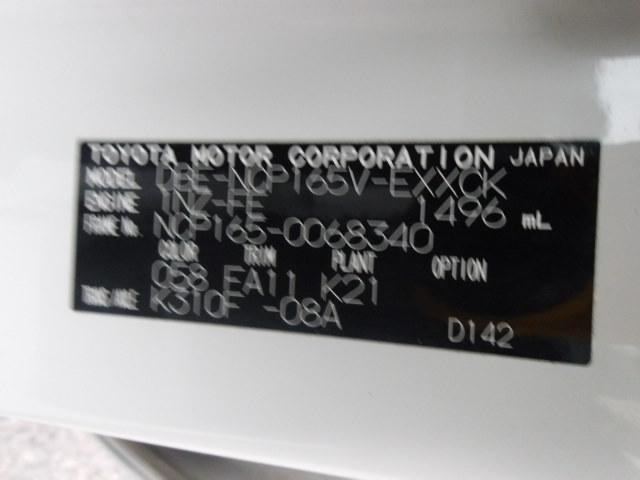 TOYOTA MOTOR CORPORATION JAPAN
MODEL DBE-NCP165V-EXXCK
ENGINE 1NZ-FE 1496 mL
FRAME No. NCP165-0068340
COLOR TRIM PLANT OPTION
058 EA11 K21
TRANS/AXLE K310F -08A
D142